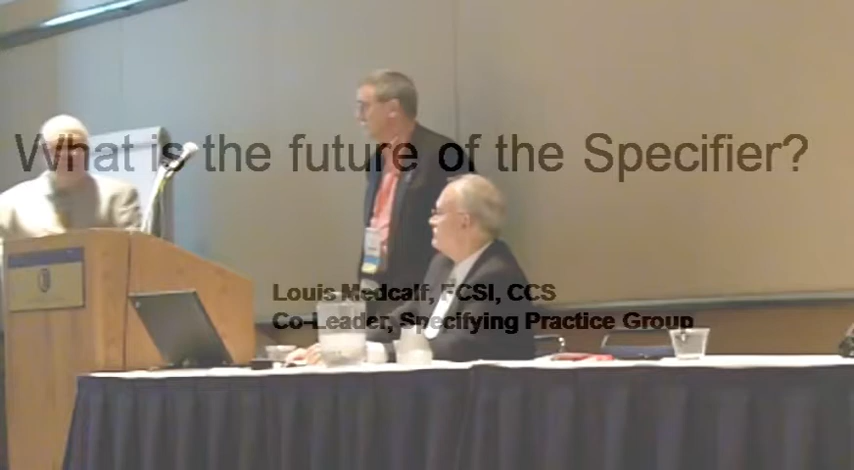 What is the future of the Specifier?
Louis Medcalf, FCSI, CCS
Co-Leader, Specifying Practice Group